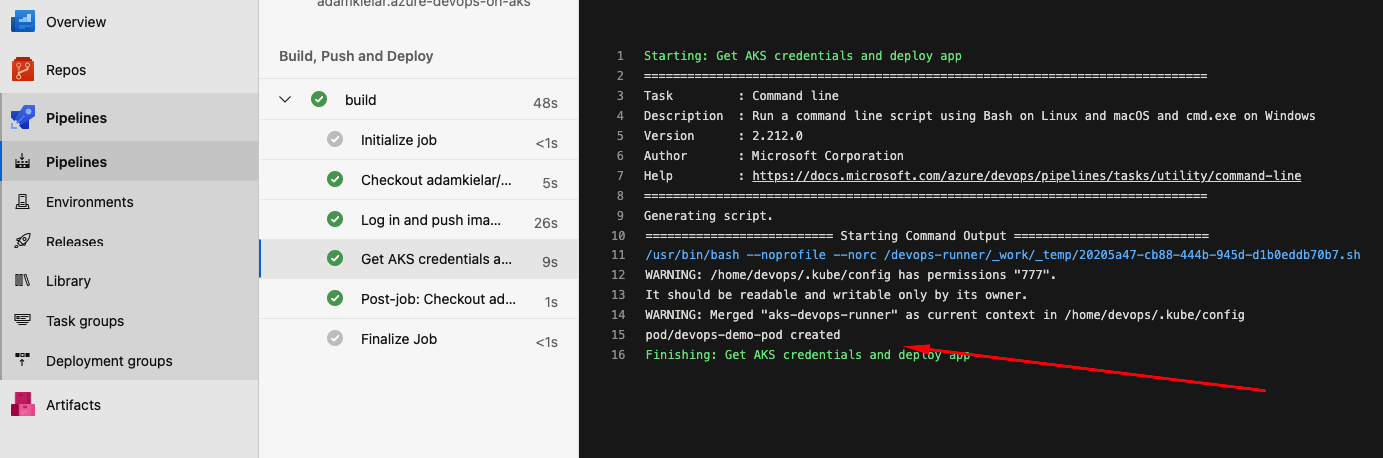 Overview
Repos
Pipelines
Pipelines
Environments
Releases
Library
Task groups
Deployment groups
Artifacts
adamkielar.azure-devops-on-aks
Build, Push and Deploy
build 48s
Initialize job <1s
Checkout adamkielar/... 5s
Log in and push ima... 26s
Get AKS credentials a... 9s
Post-job: Checkout ad... 1s
Finalize Job <1s
1 Starting: Get AKS credentials and deploy app
2 ==============================================================================
3 Task         : Command line
4 Description  : Run a command line script using Bash on Linux and macOS and cmd.exe on Windows
5 Version      : 2.212.0
6 Author       : Microsoft Corporation
7 Help         : https://docs.microsoft.com/azure/devops/pipelines/tasks/utility/command-line
8 ==============================================================================
9 Generating script.
10 ========================== Starting Command Output ===========================
11 /usr/bin/bash --noprofile --norc /devops-runner/_work/_temp/20205a47-cb88-444b-945d-d1b0eddb70b7.sh
12 WARNING: /home/devops/.kube/config has permissions "777".
13 It should be readable and writable only by its owner.
14 WARNING: Merged "aks-devops-runner" as current context in /home/devops/.kube/config
15 pod/devops-demo-pod created
16 Finishing: Get AKS credentials and deploy app